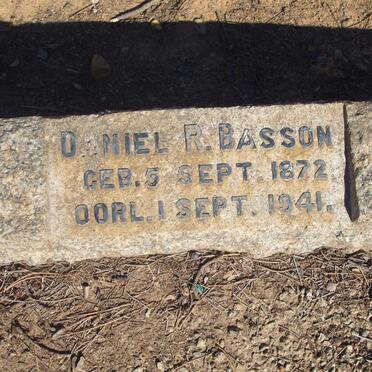 DANIEL R. BASSON
GEB. 5 SEPT. 1872
OORL. 1 SEPT. 1941.